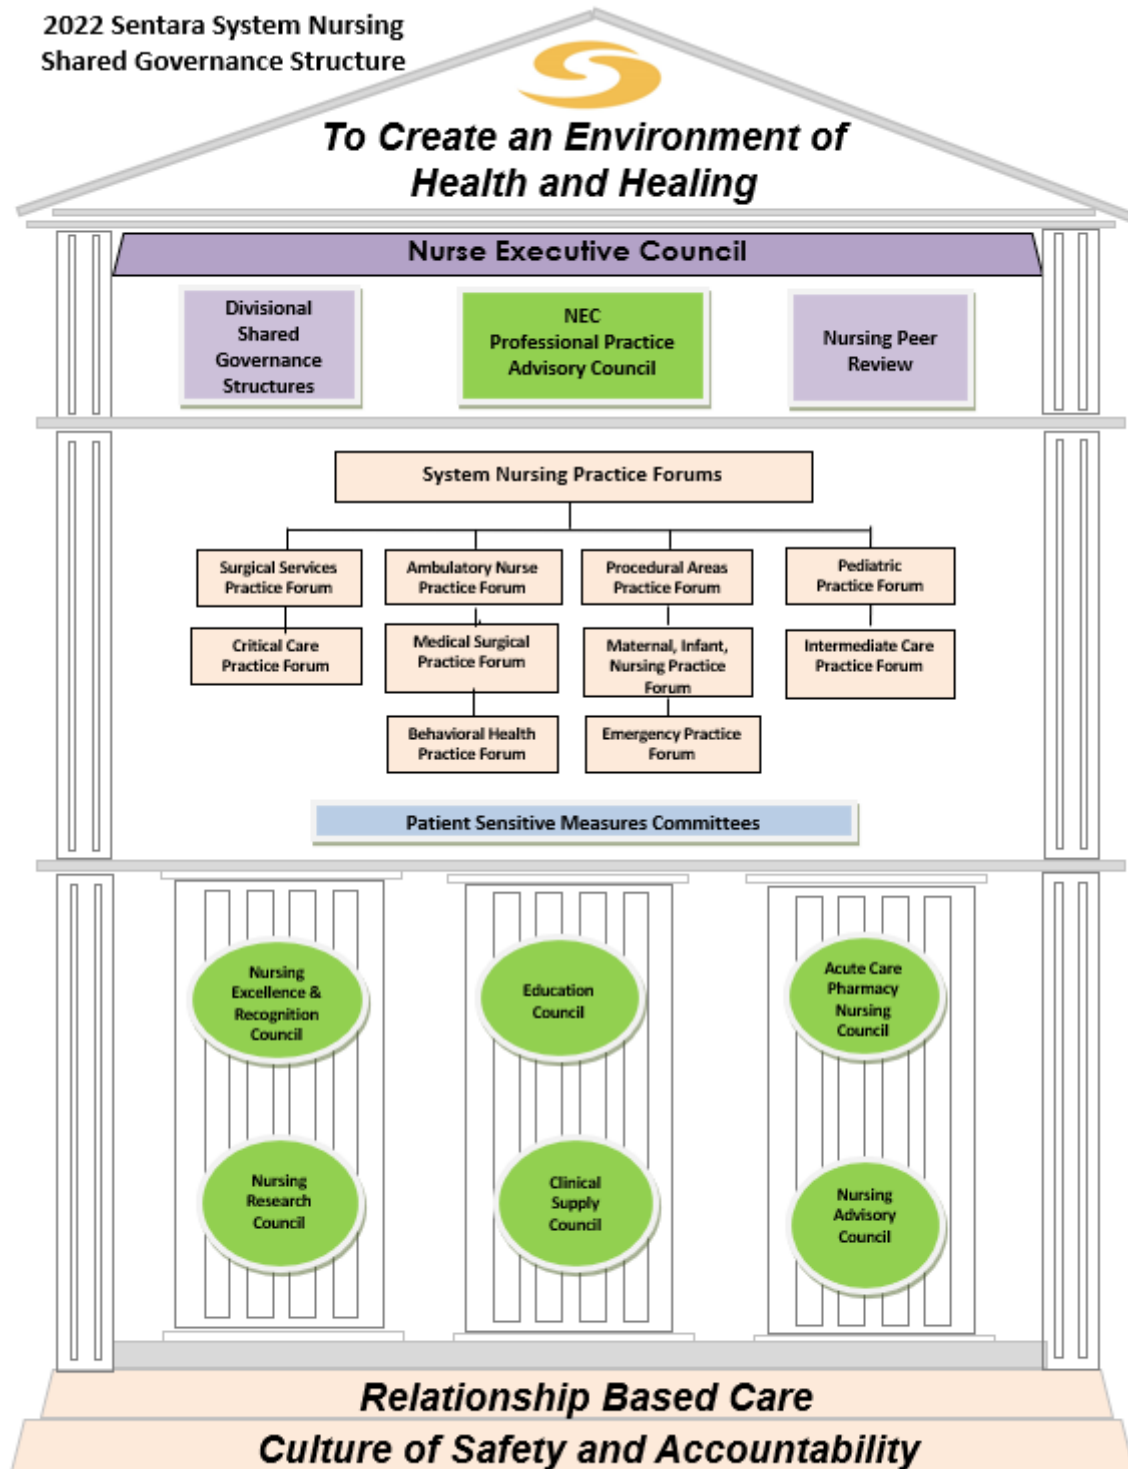 2022 Sentara System Nursing
Shared Governance Structure
To Create an Environment of
Health and Healing
Nurse Executive Council
Divisional
Shared
Governance
Structures
NEC
Professional Practice
Advisory Council
Nursing Peer
Review
System Nursing Practice Forums
Surgical Services
Practice Forum
Ambulatory Nurse
Practice Forum
Procedural Areas
Practice Forum
Pediatric
Practice Forum
Critical Care
Practice Forum
Medical Surgical
Practice Forum
Maternal, Infant,
Nursing Practice
Forum
Intermediate Care
Practice Forum
Behavioral Health
Practice Forum
Emergency Practice
Forum
Patient Sensitive Measures Committees
Nursing
Excellence &
Recognition
Council
Education
Council
Acute Care
Pharmacy
Nursing
Council
Nursing
Research
Council
Clinical
Supply
Council
Nursing
Advisory
Council
Relationship Based Care
Culture of Safety and Accountability